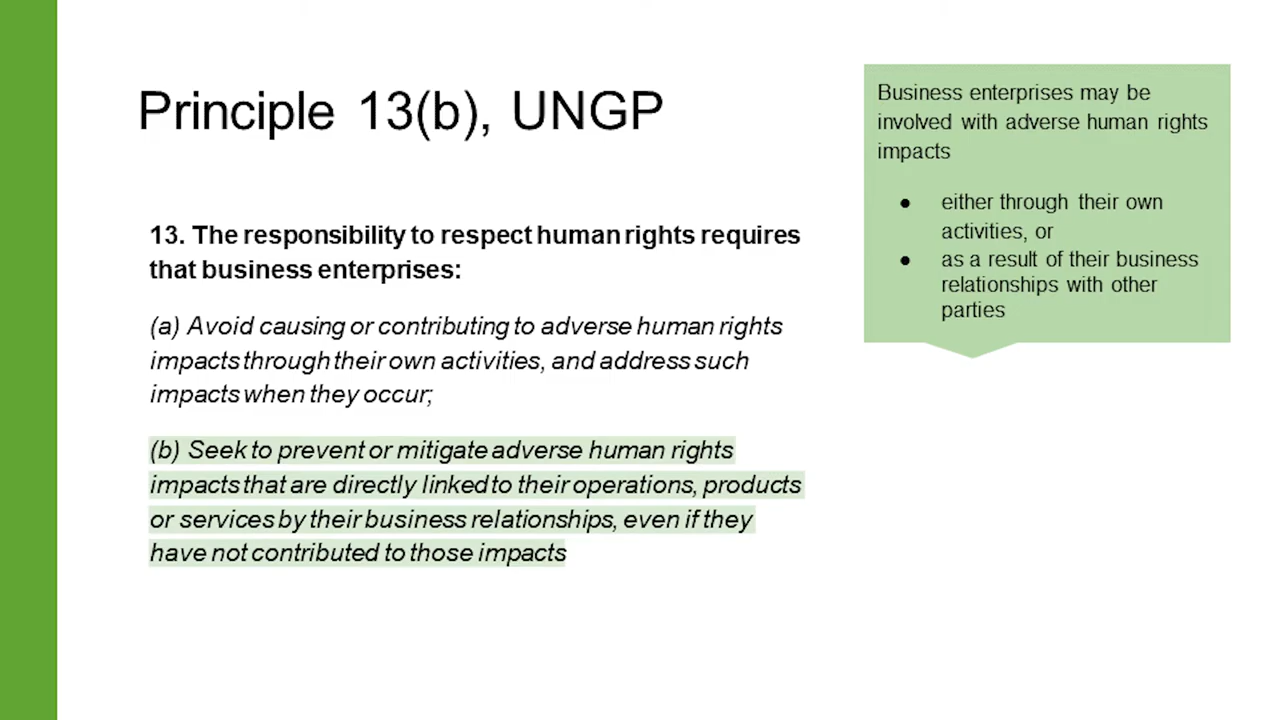 Principle 13(b), UNGP
13. The responsibility to respect human rights requires
that business enterprises:
(a) Avoid causing or contributing to adverse human rights
impacts through their own activities, and address such
impacts when they occur;
(b) Seek to prevent or mitigate adverse human rights
impacts that are directly linked to their operations, products
or services by their business relationships, even if they
have not contributed to those impacts
Business enterprises may be
involved with adverse human rights
impacts
● either through their own
activities, or
● as a result of their business
relationships with other
parties